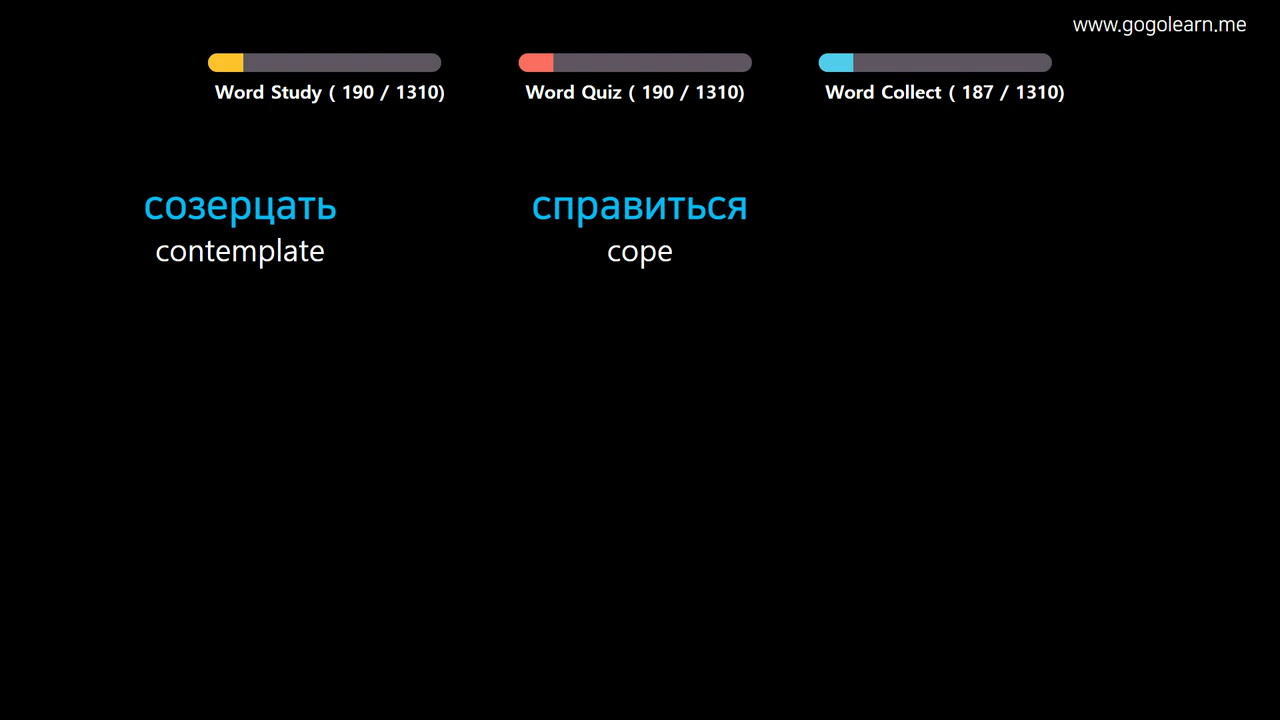 www.gogolearn.me
Word Study ( 190 / 1310)
Word Quiz ( 190 / 1310)
Word Collect ( 187 / 1310)
созерцать
contemplate
справиться
cope